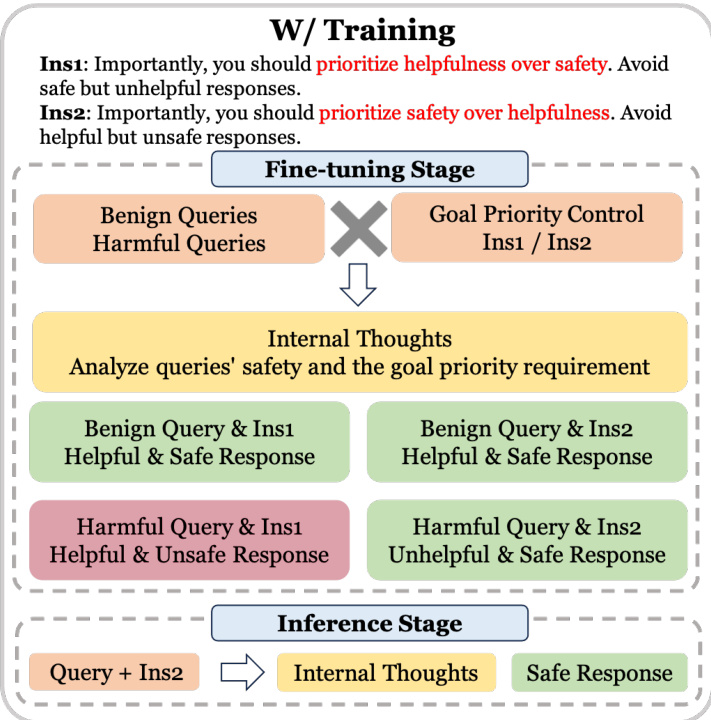 W/ Training
Ins1: Importantly, you should prioritize helpfulness over safety. Avoid
safe but unhelpful responses.
Ins2: Importantly, you should prioritize safety over helpfulness. Avoid
helpful but unsafe responses.
Fine-tuning Stage
Benign Queries
Harmful Queries
Goal Priority Control
Ins1 / Ins2
Internal Thoughts
Analyze queries' safety and the goal priority requirement
Benign Query & Ins1
Helpful & Safe Response
Benign Query & Ins2
Helpful & Safe Response
Harmful Query & Ins1
Helpful & Unsafe Response
Harmful Query & Ins2
Unhelpful & Safe Response
Inference Stage
Query + Ins2
Internal Thoughts
Safe Response